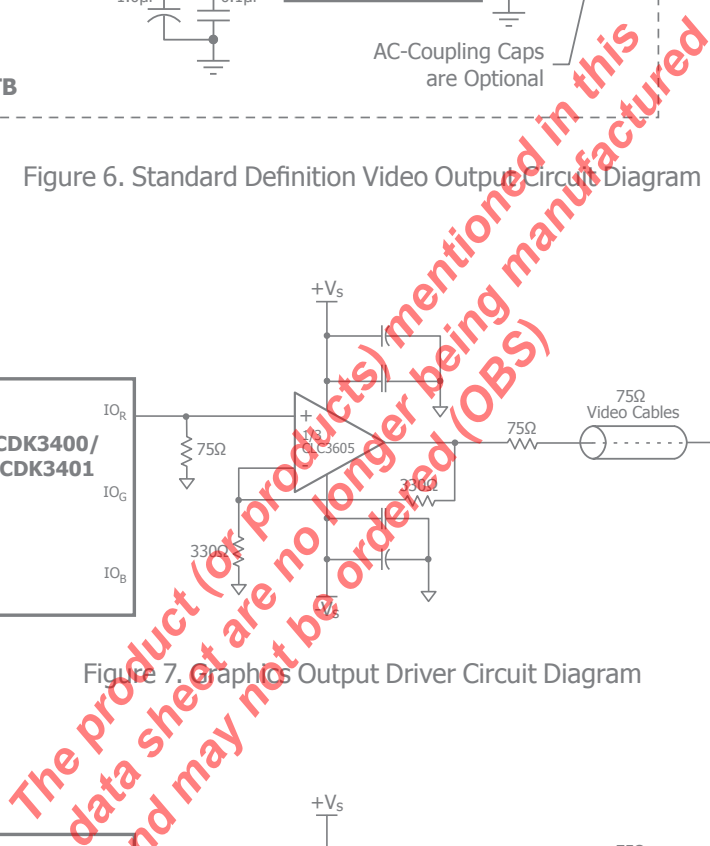 1.0µF 0.1µF
AC-Coupling Caps
are Optional
TB
Figure 6. Standard Definition Video Output Circuit Diagram
+Vs
IOR
75Ω
CDK3400/
CDK3401
IOG
IOB
+
1/3
CLC3605
-
330Ω
330Ω
75Ω
75Ω
Video Cables
-Vs
Figure 7. Graphics Output Driver Circuit Diagram
+Vs
75Ω
The product (or products) mentioned in this
data sheet are no longer being manufactured
and may not be ordered (OBS)